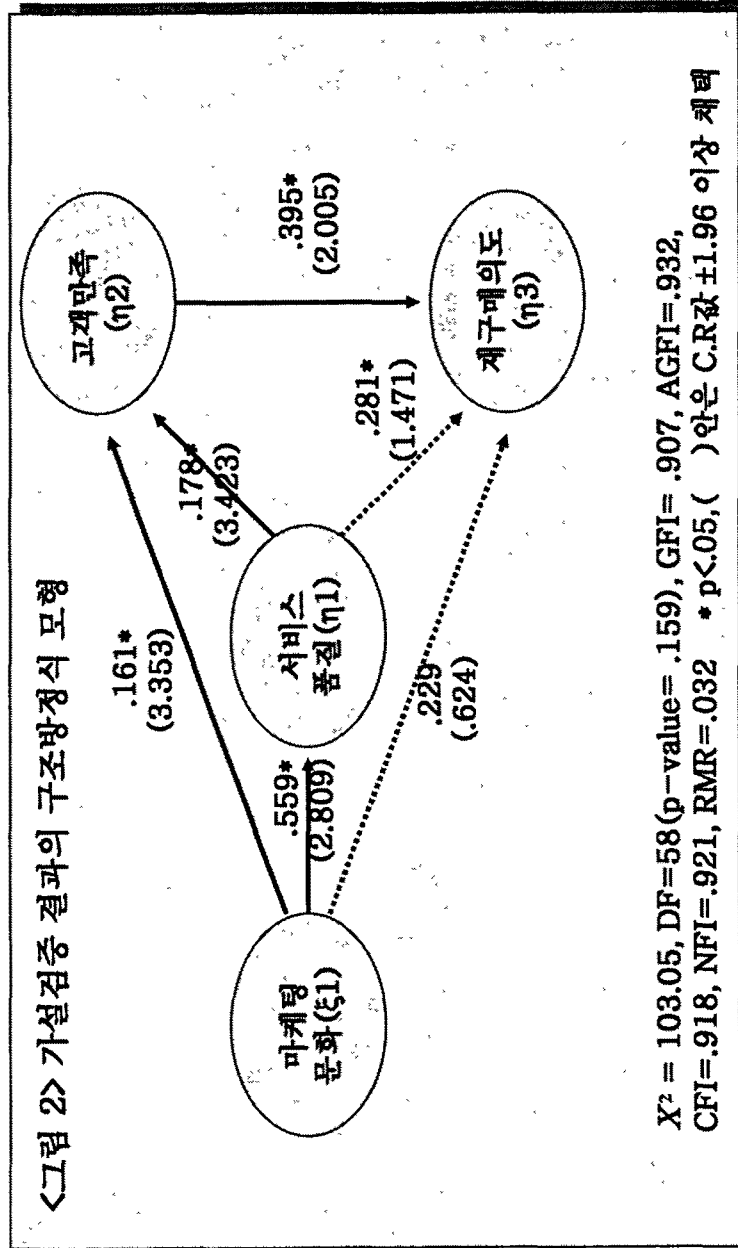 <그림 2> 가설검증 결과의 구조방정식 모형
고객만족
(η2)
.161*
(3.353)
.178*
(3.423)
.395*
(2.005)
마케팅
문화(ξ1)
.559*
(2.809)
서비스
품질(η1)
.281*
(1.471)
.229
(.624)
재구매의도
(η3)
X² = 103.05, DF=58(p-value= .159), GFI= .907, AGFI=.932,
CFI=.918, NFI=.921, RMR=.032 * p<.05,( )안은 C.R값 ±1.96 이상 채택